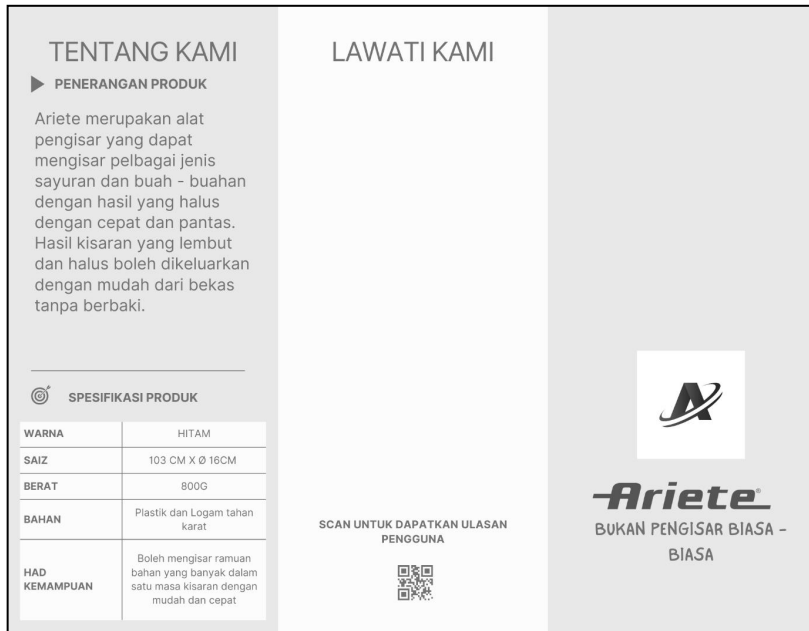 TENTANG KAMI
PENERANGAN PRODUK
Ariete merupakan alat
pengisar yang dapat
mengisar pelbagai jenis
sayuran dan buah - buahan
dengan hasil yang halus
dengan cepat dan pantas.
Hasil kisaran yang lembut
dan halus boleh dikeluarkan
dengan mudah dari bekas
tanpa berbaki.
SPESIFIKASI PRODUK
WARNA HITAM
SAIZ 103 CM X Ø 16CM
BERAT 800G
BAHAN Plastik dan Logam tahan
karat
HAD
KEMAMPUAN
Boleh mengisar ramuan
bahan yang banyak dalam
satu masa kisaran dengan
mudah dan cepat
LAWATI KAMI
SCAN UNTUK DAPATKAN ULASAN
PENGGUNA
A
Ariete®
BUKAN PENGISAR BIASA -
BIASA